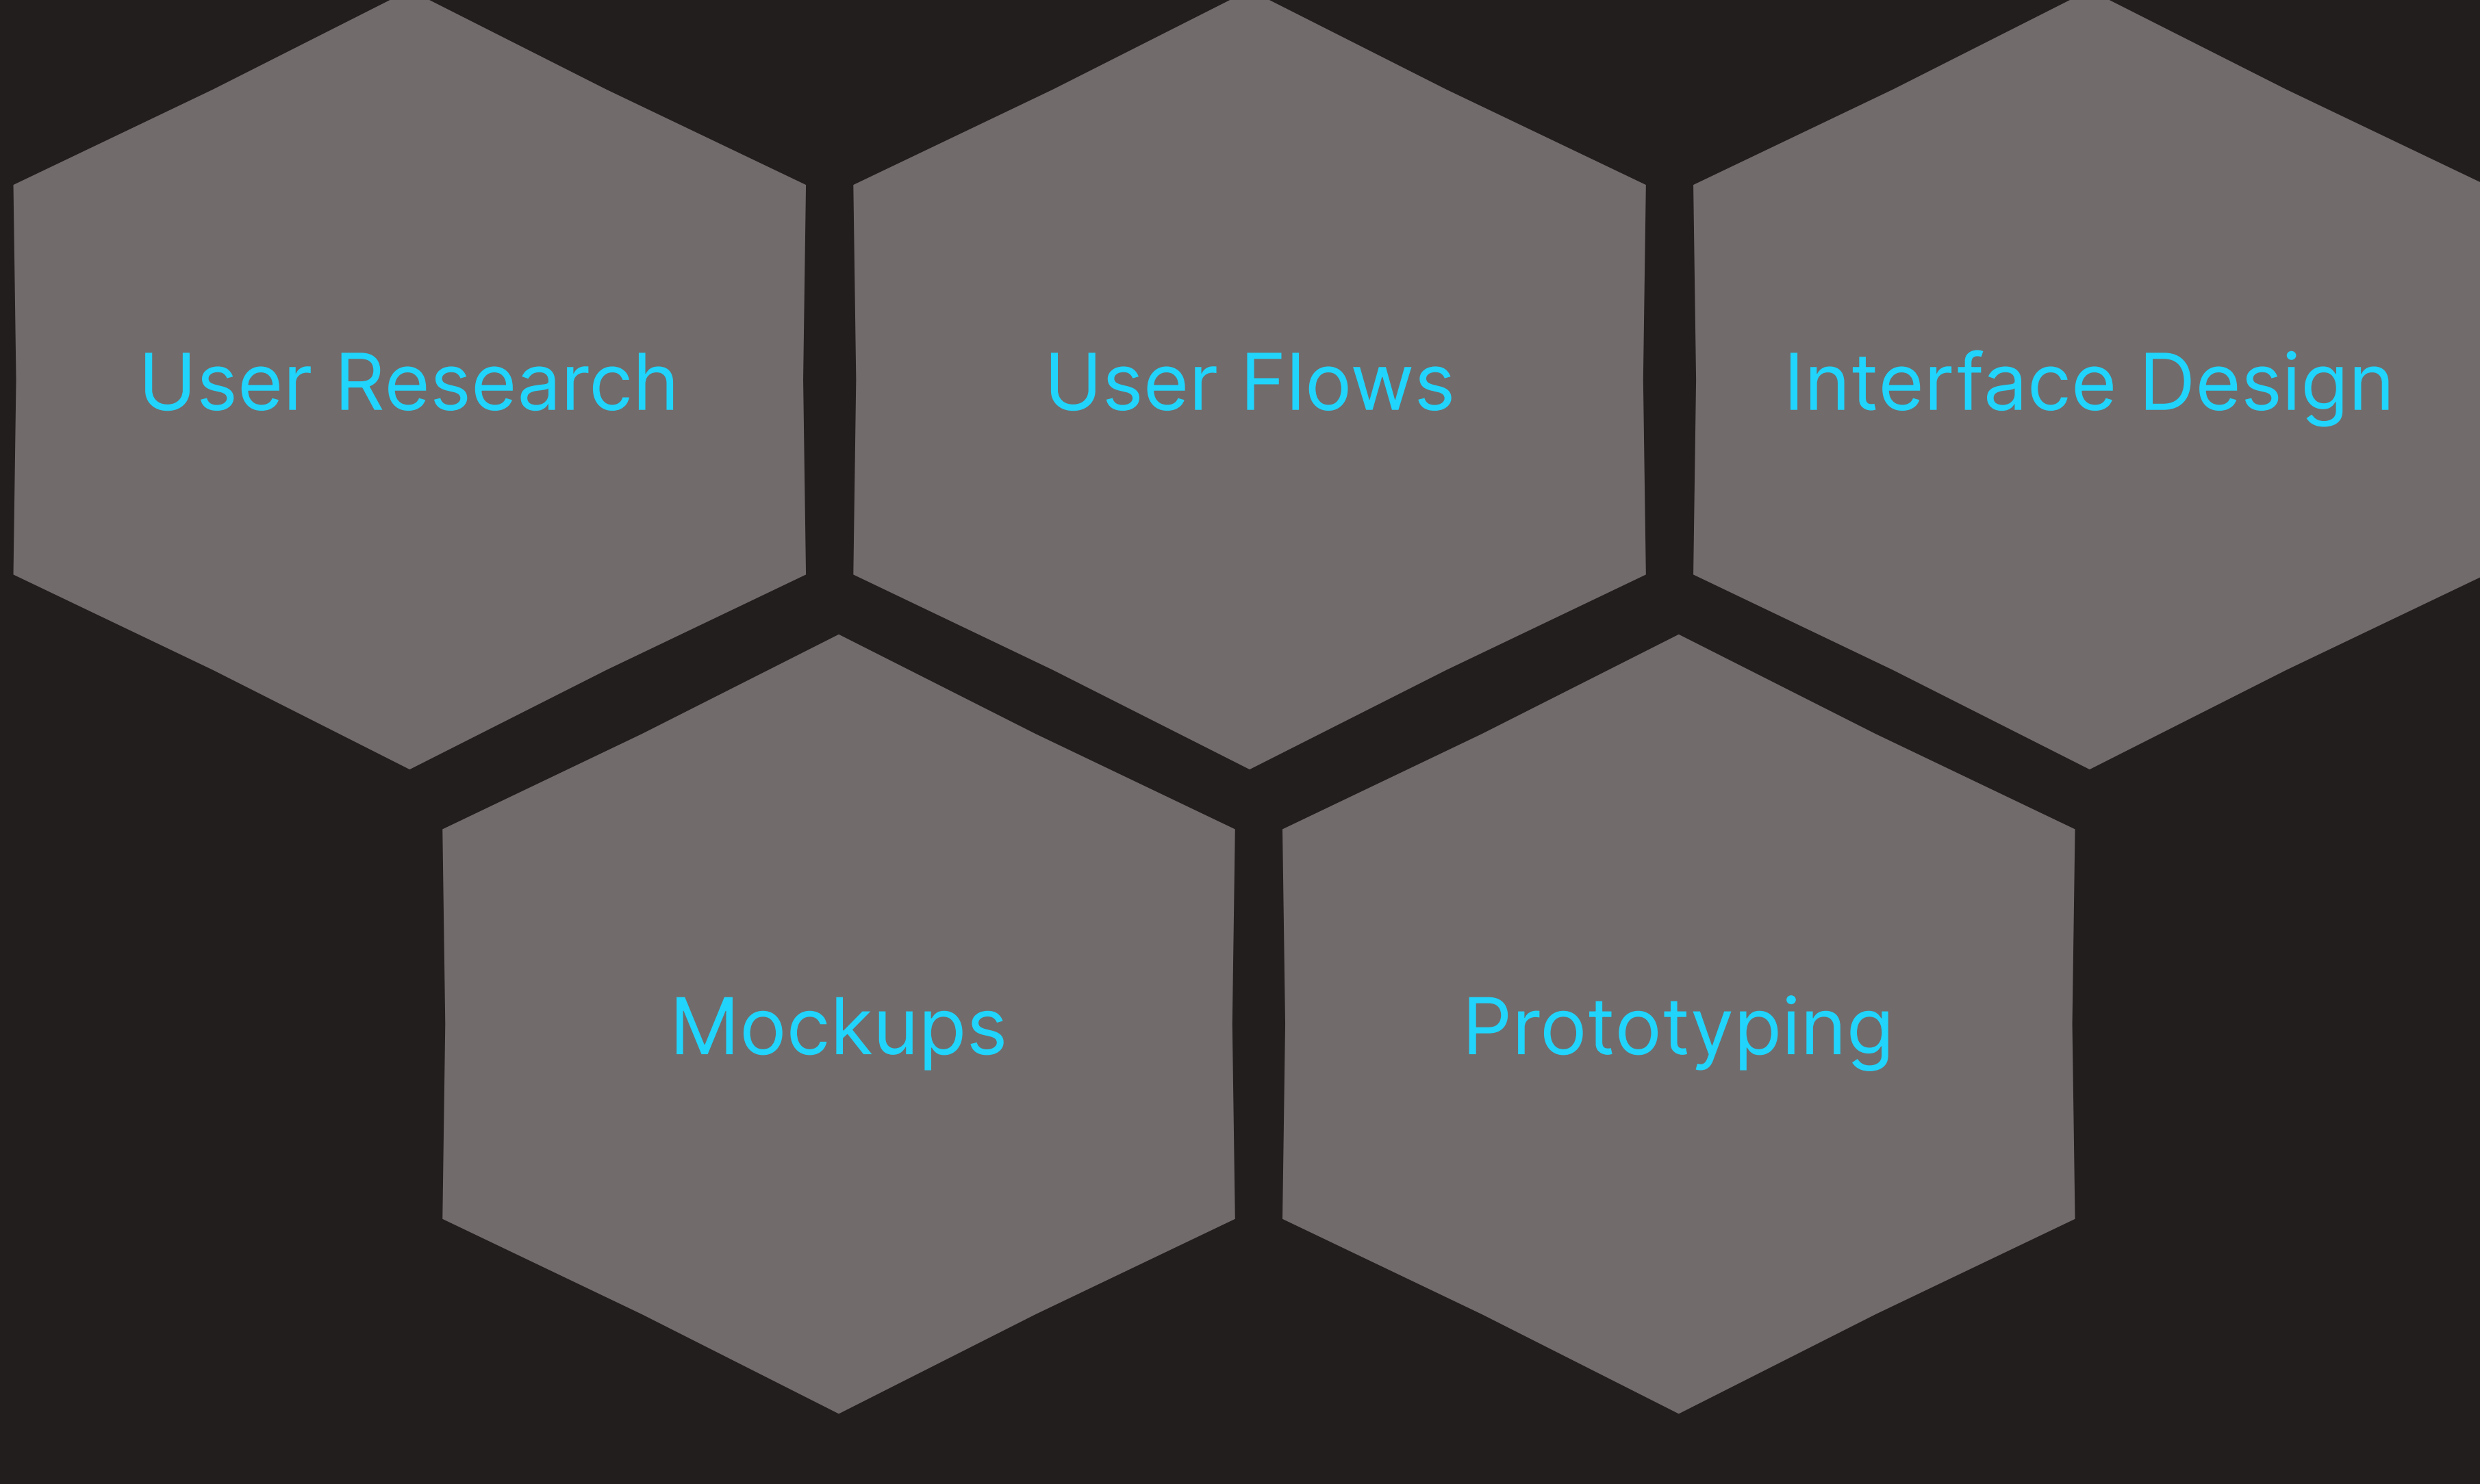 User Research
User Flows
Interface Design
Mockups
Prototyping